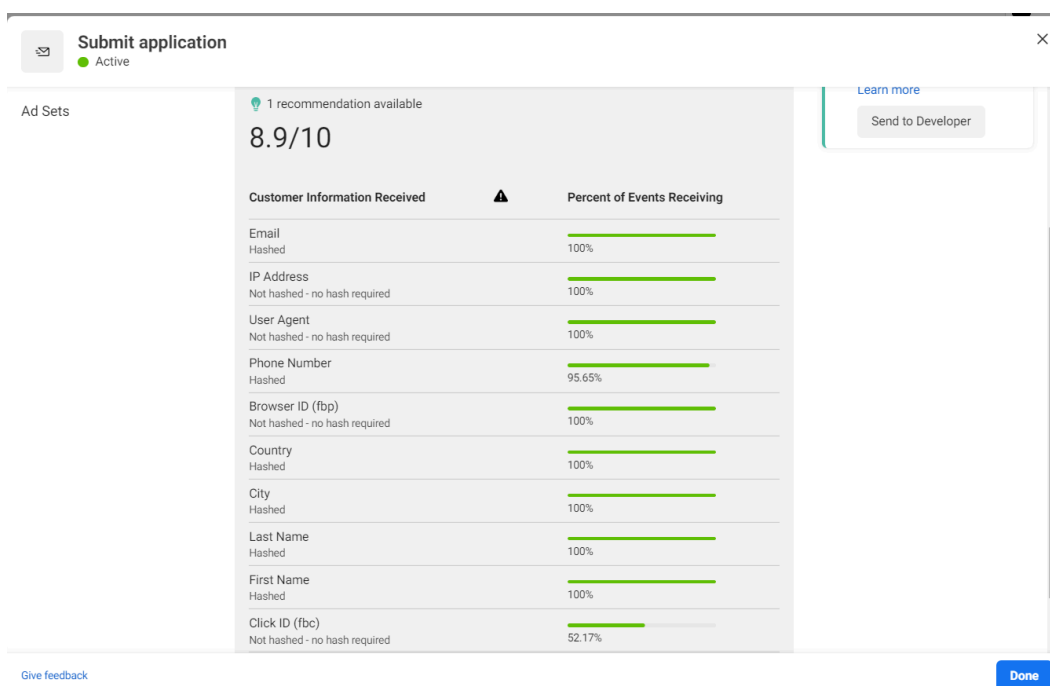 Submit application
Active
Ad Sets
1 recommendation available
8.9/10
Learn more
Send to Developer
Customer Information Received Percent of Events Receiving
Email
Hashed
100%
IP Address
Not hashed - no hash required
100%
User Agent
Not hashed - no hash required
100%
Phone Number
Hashed
95.65%
Browser ID (fbp)
Not hashed - no hash required
100%
Country
Hashed
100%
City
Hashed
100%
Last Name
Hashed
100%
First Name
Hashed
100%
Click ID (fbc)
Not hashed - no hash required
52.17%
Give feedback
Done